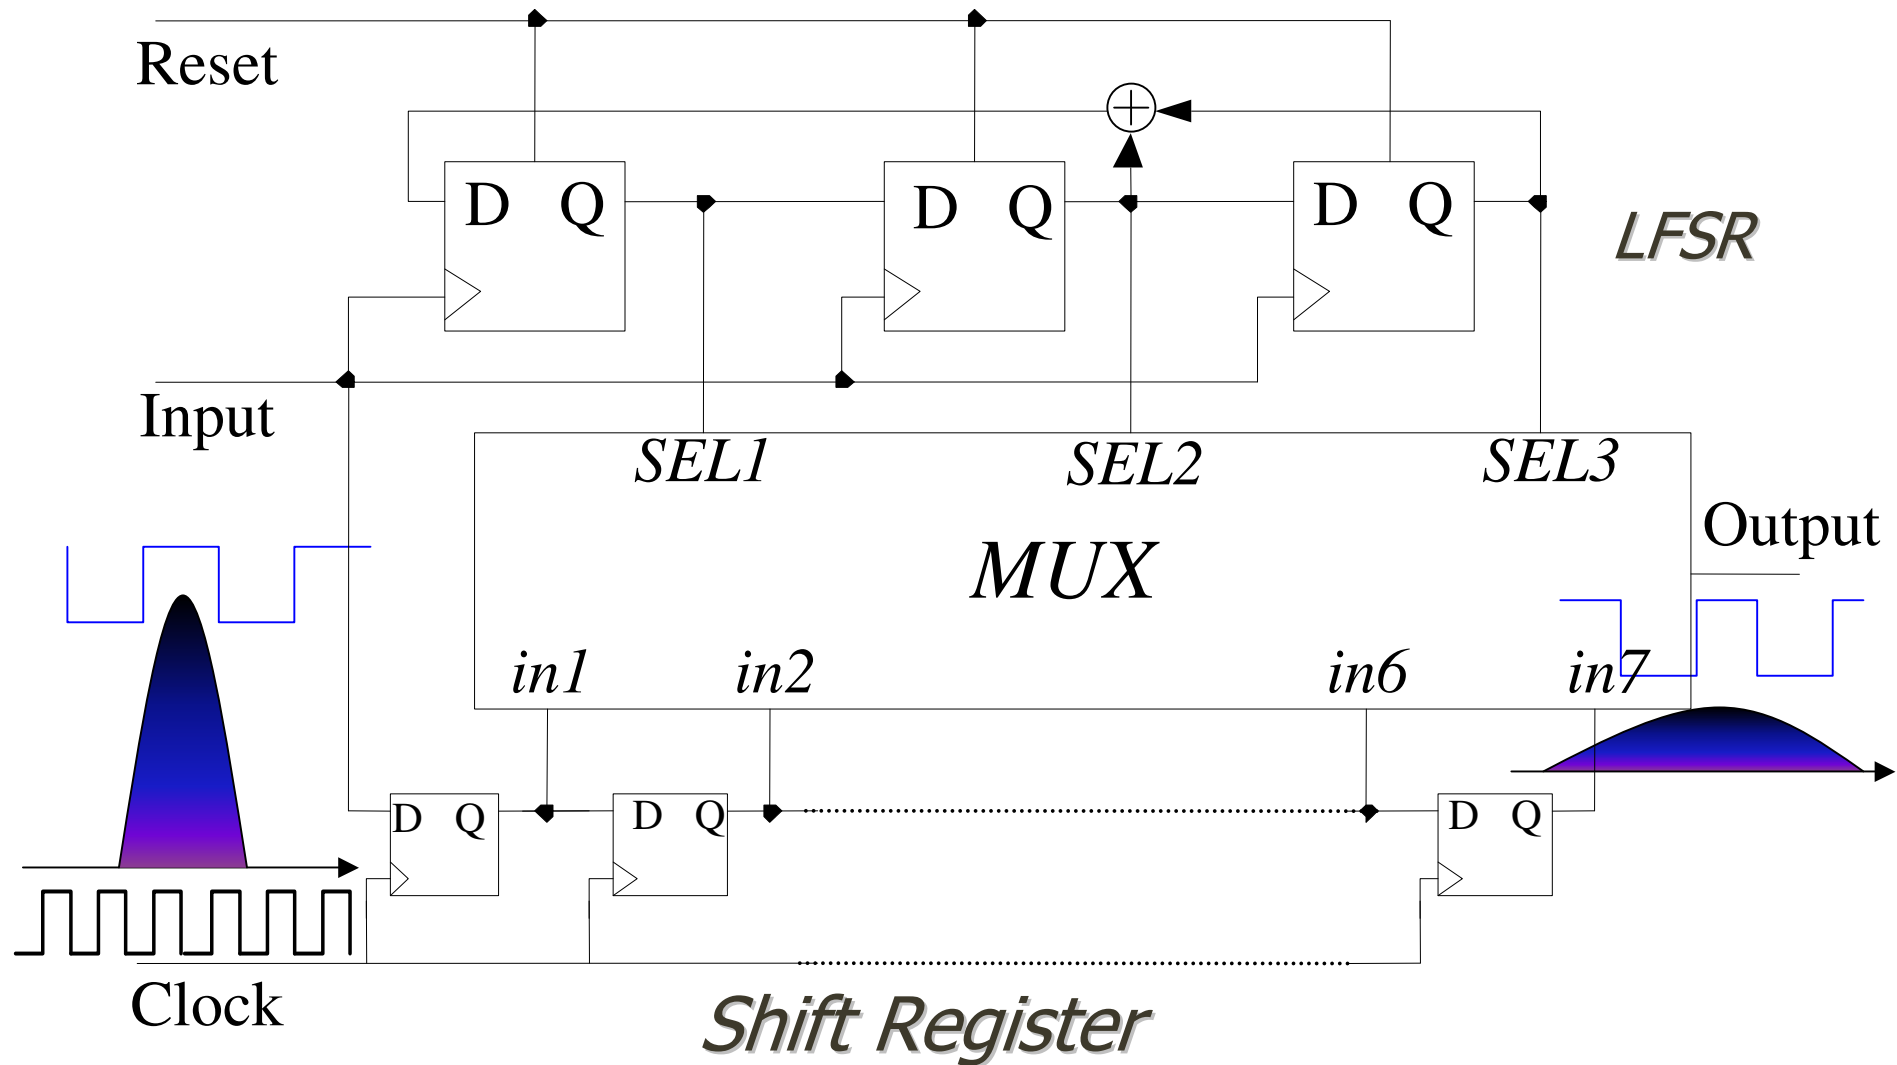 Reset
D Q
D Q
D Q
LFSR
Input
SEL1 SEL2 SEL3
Output
MUX
in1 in2 in6 in7
D Q
D Q
D Q
Clock
Shift Register